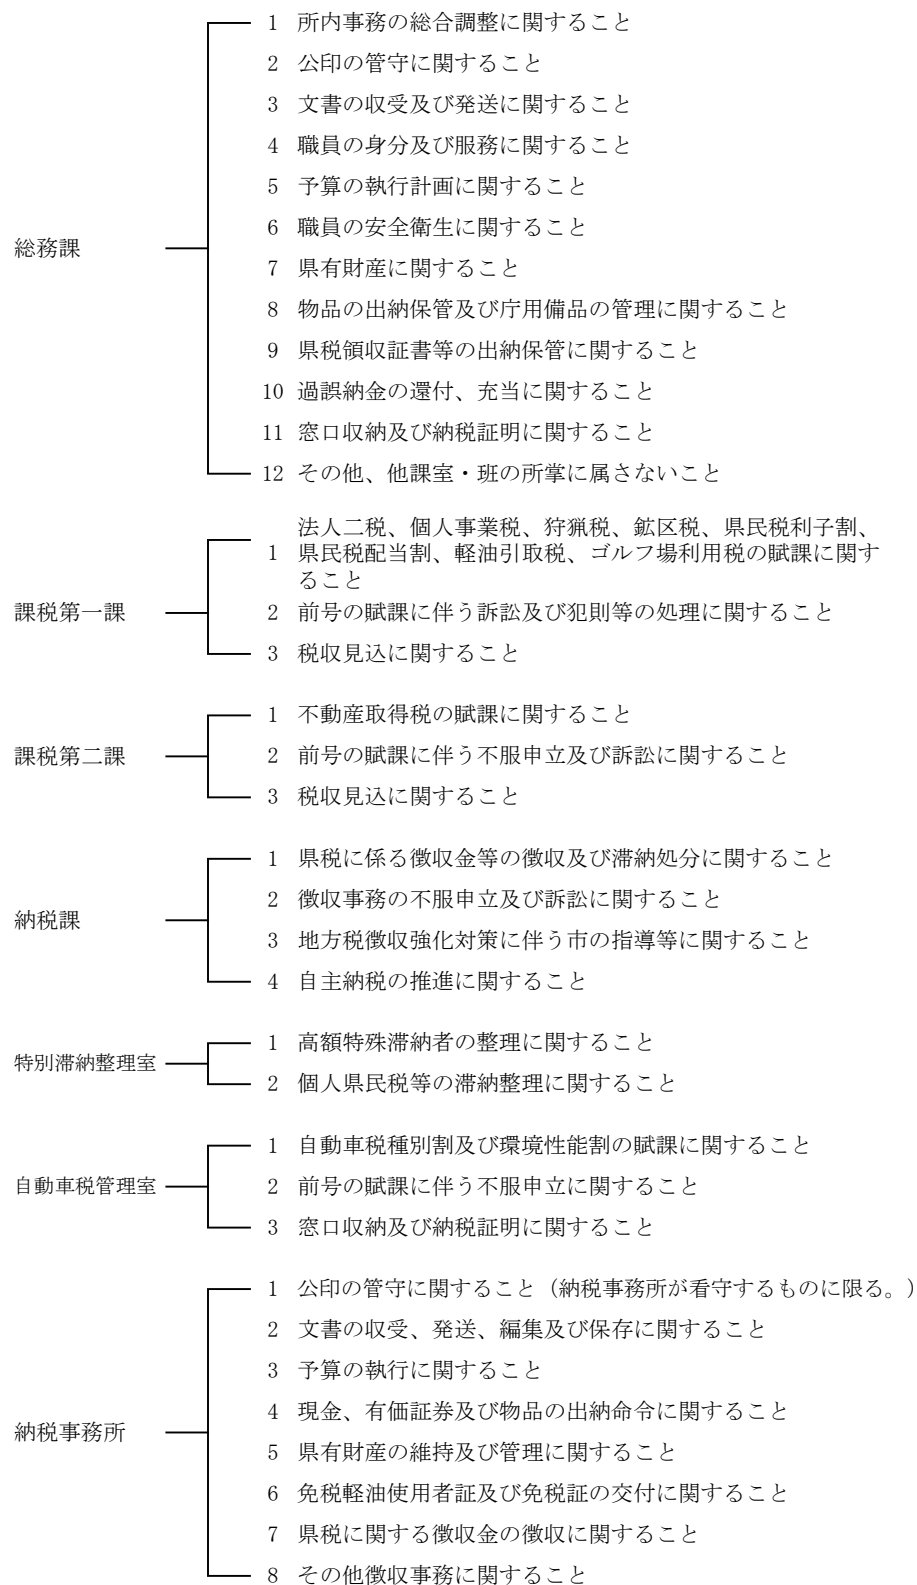 総務課
1 所内事務の総合調整に関すること
2 公印の管守に関すること
3 文書の収受及び発送に関すること
4 職員の身分及び服務に関すること
5 予算の執行計画に関すること
6 職員の安全衛生に関すること
7 県有財産に関すること
8 物品の出納保管及び庁用備品の管理に関すること
9 県税領収証書等の出納保管に関すること
10 過誤納金の還付、充当に関すること
11 窓口収納及び納税証明に関すること
12 その他、他課室・班の所掌に属さないこと
課税第一課
1 法人二税、個人事業税、狩猟税、鉱区税、県民税利子割、
県民税配当割、軽油引取税、ゴルフ場利用税の賦課に関す
ること
2 前号の賦課に伴う訴訟及び犯則等の処理に関すること
3 税収見込に関すること
課税第二課
1 不動産取得税の賦課に関すること
2 前号の賦課に伴う不服申立及び訴訟に関すること
3 税収見込に関すること
納税課
1 県税に係る徴収金等の徴収及び滞納処分に関すること
2 徴収事務の不服申立及び訴訟に関すること
3 地方税徴収強化対策に伴う市の指導等に関すること
4 自主納税の推進に関すること
特別滞納整理室
1 高額特殊滞納者の整理に関すること
2 個人県民税等の滞納整理に関すること
自動車税管理室
1 自動車税種別割及び環境性能割の賦課に関すること
2 前号の賦課に伴う不服申立に関すること
3 窓口収納及び納税証明に関すること
納税事務所
1 公印の管守に関すること（納税事務所が看守するものに限る。）
2 文書の収受、発送、編集及び保存に関すること
3 予算の執行に関すること
4 現金、有価証券及び物品の出納命令に関すること
5 県有財産の維持及び管理に関すること
6 免税軽油使用者証及び免税証の交付に関すること
7 県税に関する徴収金の徴収に関すること
8 その他徴収事務に関すること